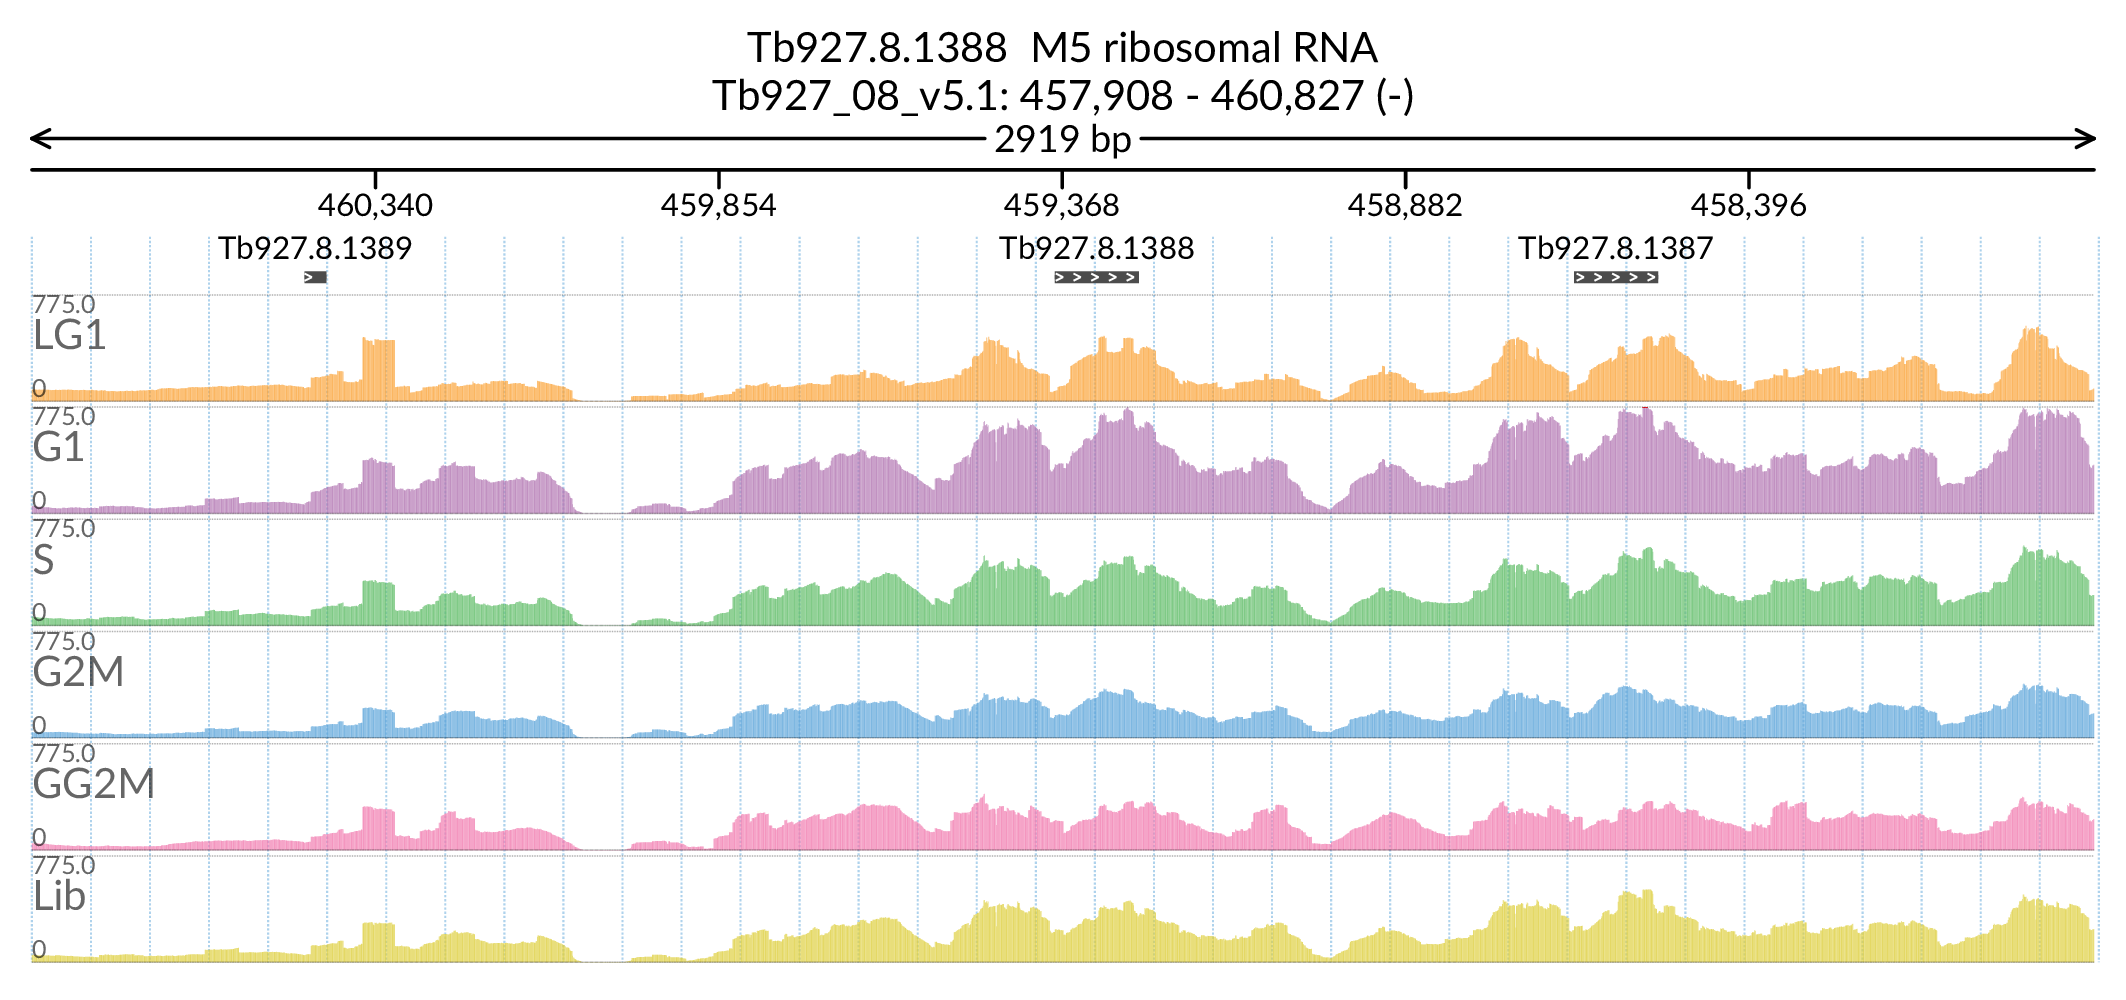 Tb927.8.1388  M5 ribosomal RNA
Tb927_08_v5.1: 457,908 - 460,827 (-)
2919 bp
460,340 459,854 459,368 458,882 458,396
Tb927.8.1389 Tb927.8.1388 Tb927.8.1387
775.0
LG1
0
775.0
G1
0
775.0
S
0
775.0
G2M
0
775.0
GG2M
0
775.0
Lib
0